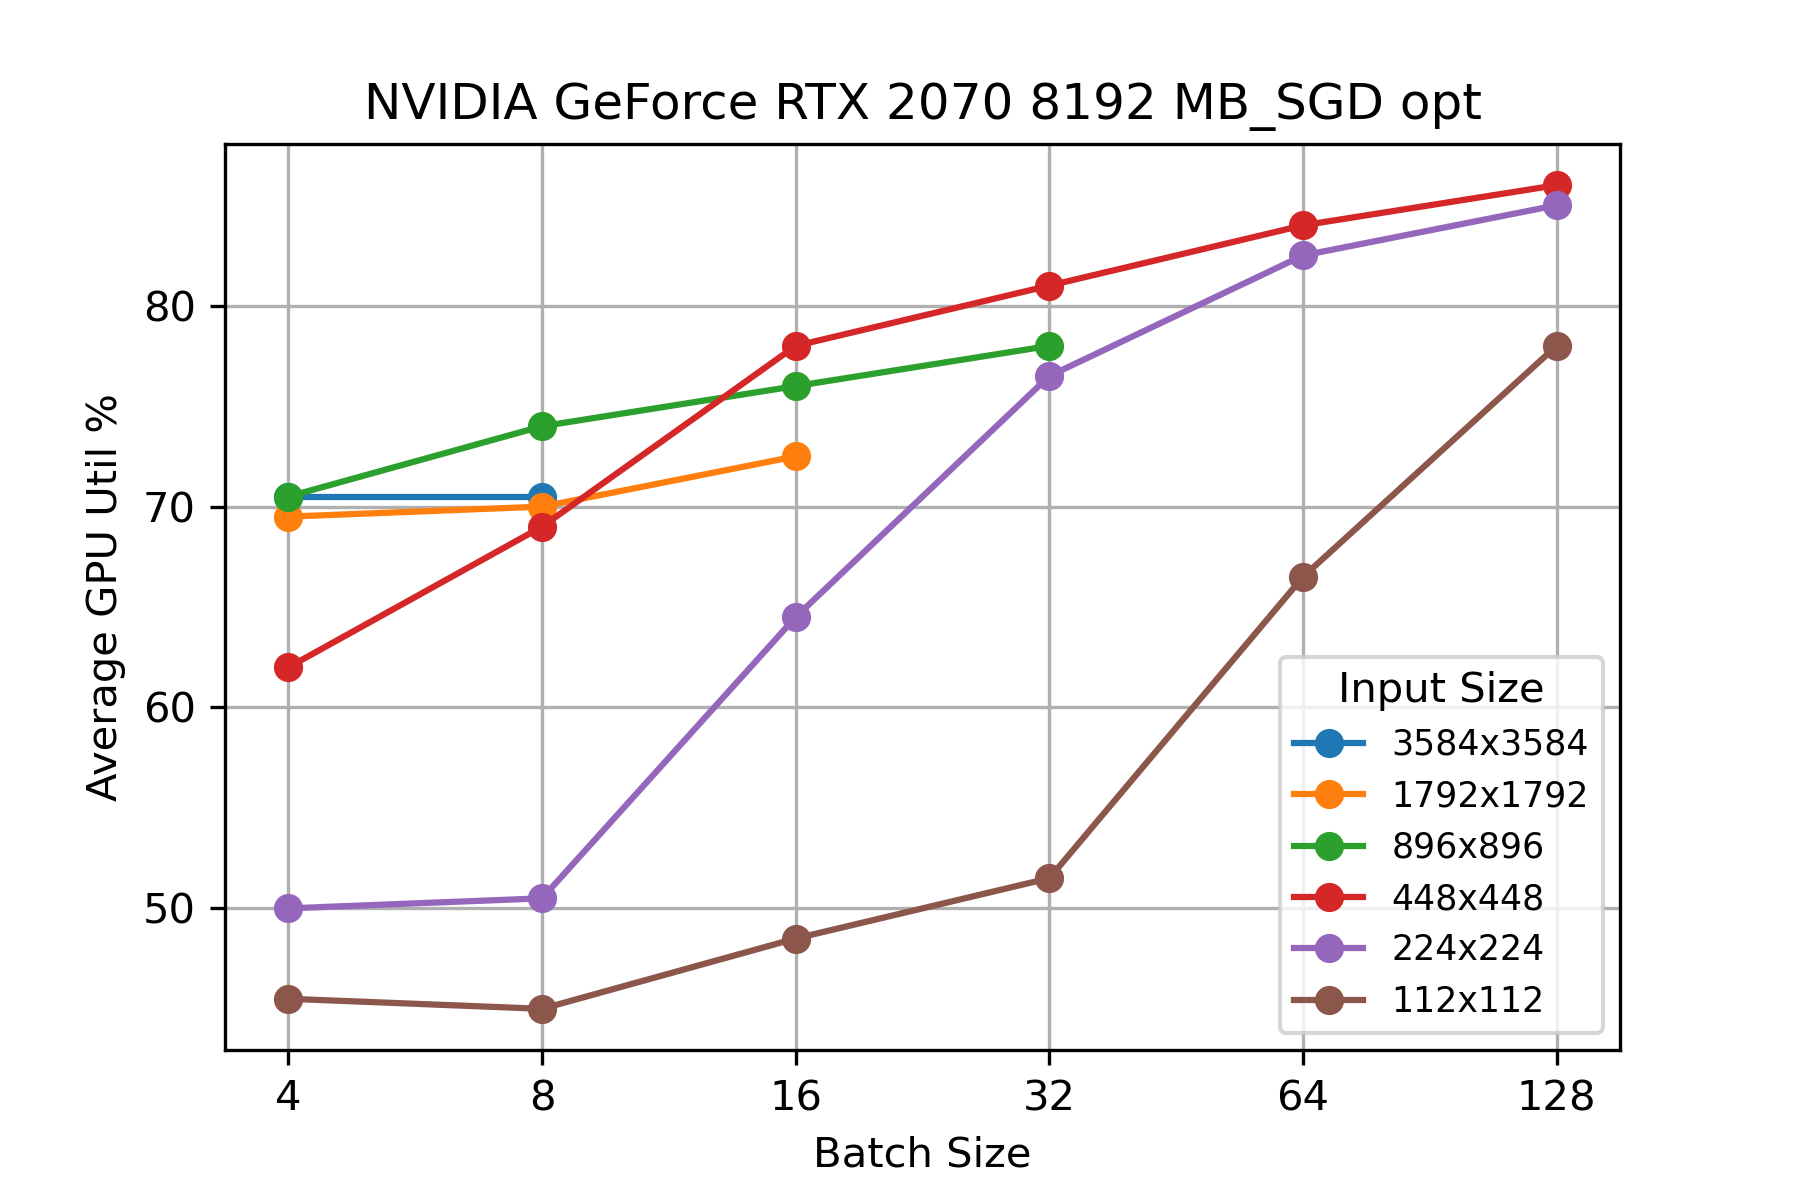 NVIDIA GeForce RTX 2070 8192 MB_SGD opt
Average GPU Util %
80
70
60
50
4 8 16 32 64 128
Batch Size
Input Size
3584x3584
1792x1792
896x896
448x448
224x224
112x112